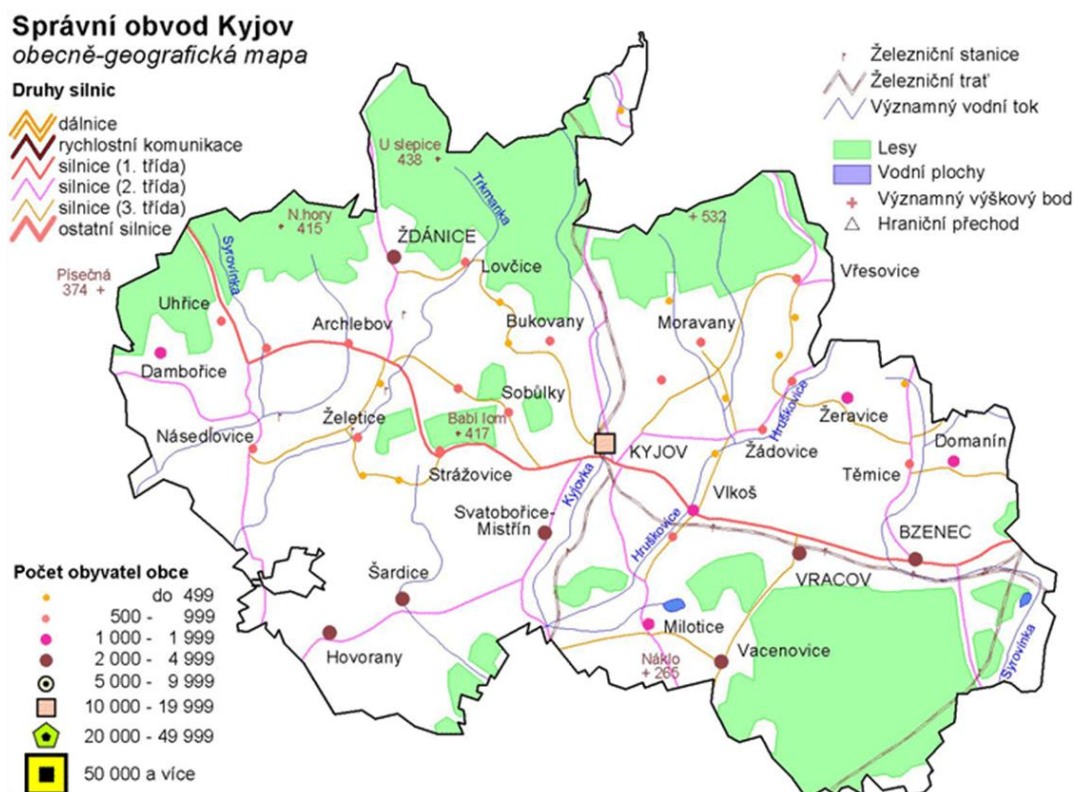 Správní obvod Kyjov
obecně-geografická mapa
Druhy silnic
dálnice
rychlostní komunikace
silnice (1. třída)
silnice (2. třída)
silnice (3. třída)
ostatní silnice
Železniční stanice
Železniční trať
Významný vodní tok
Lesy
Vodní plochy
Významný výškový bod
Hraniční přechod
U slepice
438 +
Trkmanka
N.hory
+ 415
+ 532
ŽDÁNICE
Syrovínka
Lovčice
Vřesovice
Písečná
374 +
Uhřice
Archlebov
Bukovany
Moravany
Dambořice
Sobůlky
Hruškovice
Žeravice
Želetice
Babí lom
+ 417
Násedlovice
KYJOV
Žádovice
Domanín
Strážovice
Těmice
Kyjovka
Vlkoš
Svatobořice-
Mistřín
Hruškovice
BZENEC
Šardice
VRACOV
Milotice
Syrovínka
Hovorany
Náklo
+ 265
Vacenovice
Počet obyvatel obce
do 499
500 - 999
1 000 - 1 999
2 000 - 4 999
5 000 - 9 999
10 000 - 19 999
20 000 - 49 999
50 000 a více